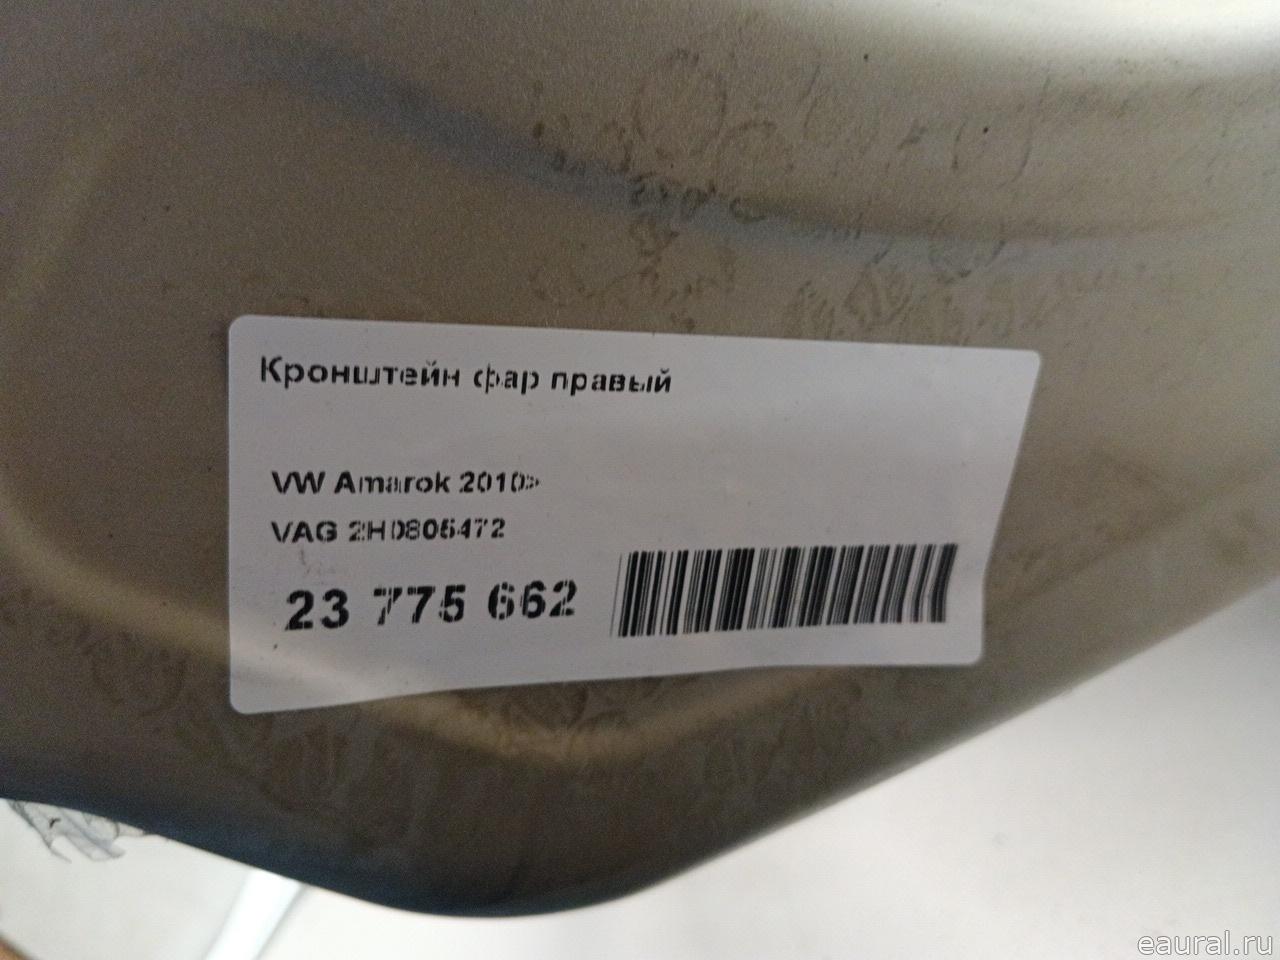 Кронштейн фар правый
VW Amarok 2010>
VAG 2H0805472
23 775 662
eaural.ru